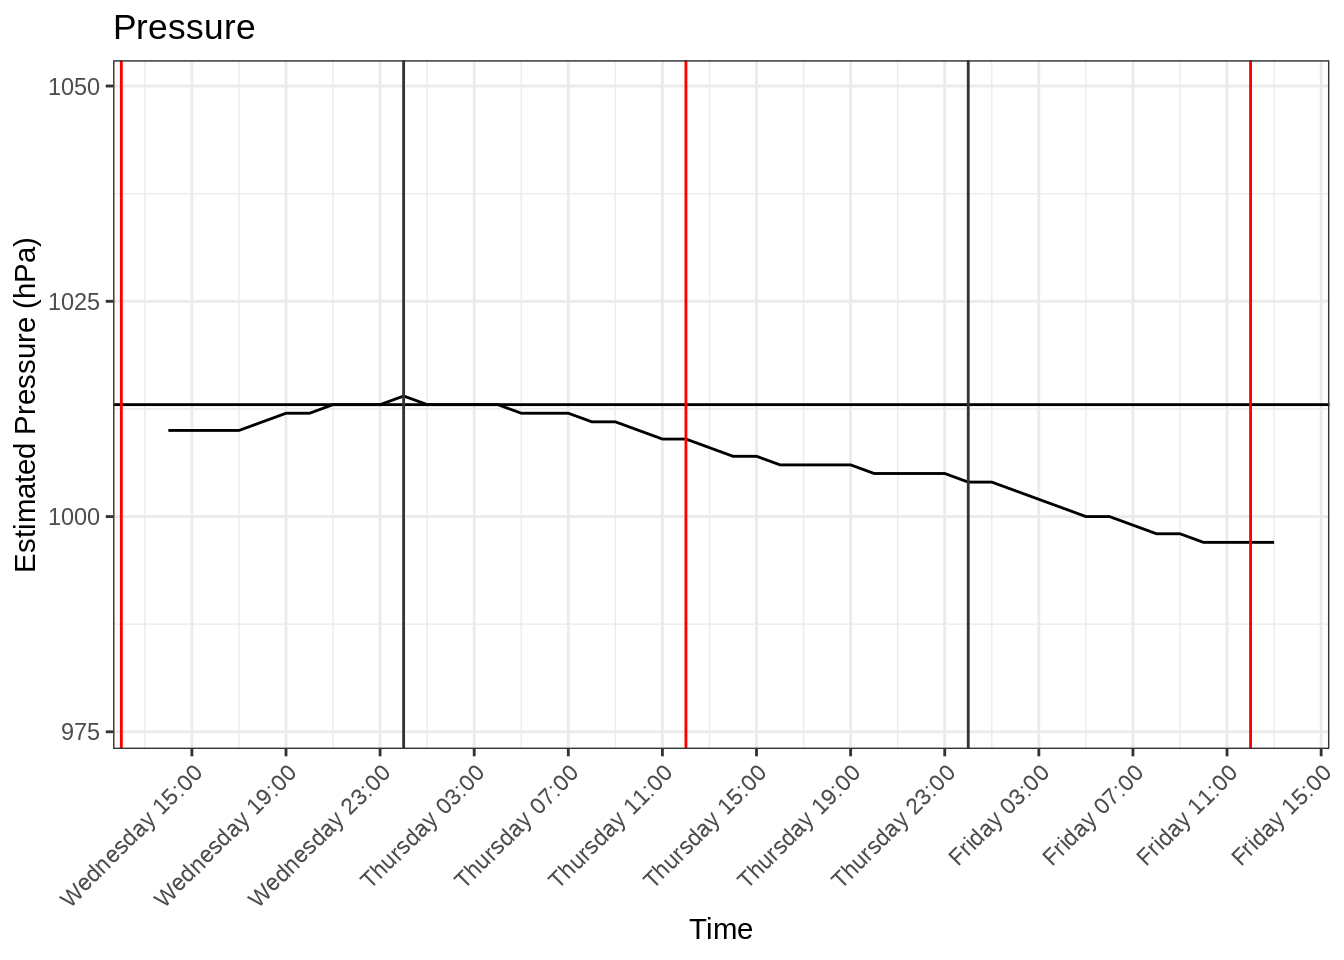 Pressure
Estimated Pressure (hPa)
1050
1025
1000
975
Wednesday 15:00
Wednesday 19:00
Wednesday 23:00
Thursday 03:00
Thursday 07:00
Thursday 11:00
Thursday 15:00
Thursday 19:00
Thursday 23:00
Friday 03:00
Friday 07:00
Friday 11:00
Friday 15:00
Time